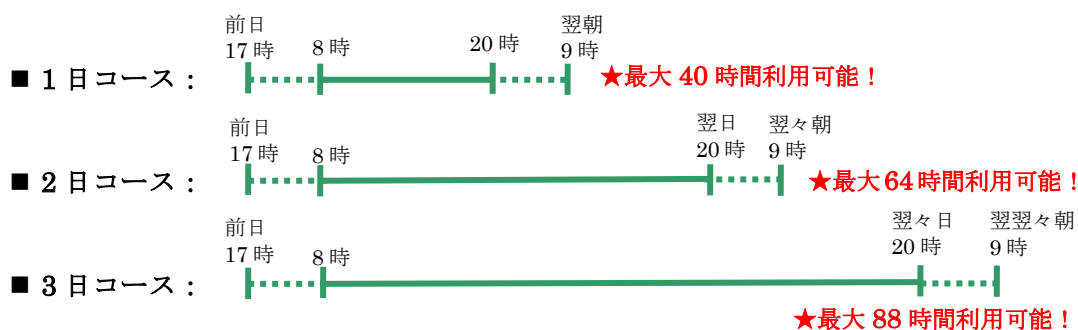 前日 翌朝
17時 8時 20時 9時
■ 1日コース： ★最大 40 時間利用可能！
前日 翌日 翌々朝
17時 8時 20時 9時
■ 2日コース： ★最大64時間利用可能！
前日 翌々日 翌翌々朝
17時 8時 20時 9時
■ 3日コース：
★最大 88 時間利用可能！